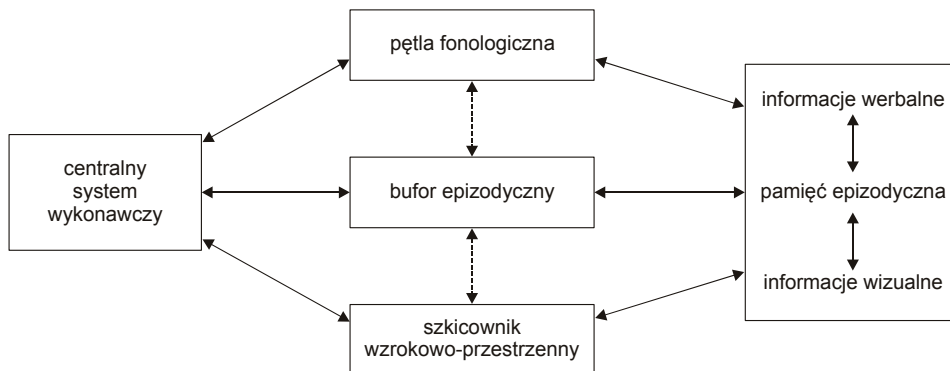 pętla fonologiczna
centralny
system
wykonawczy
bufor epizodyczny
szkicownik
wzrokowo-przestrzenny
informacje werbalne
pamięć epizodyczna
informacje wizualne